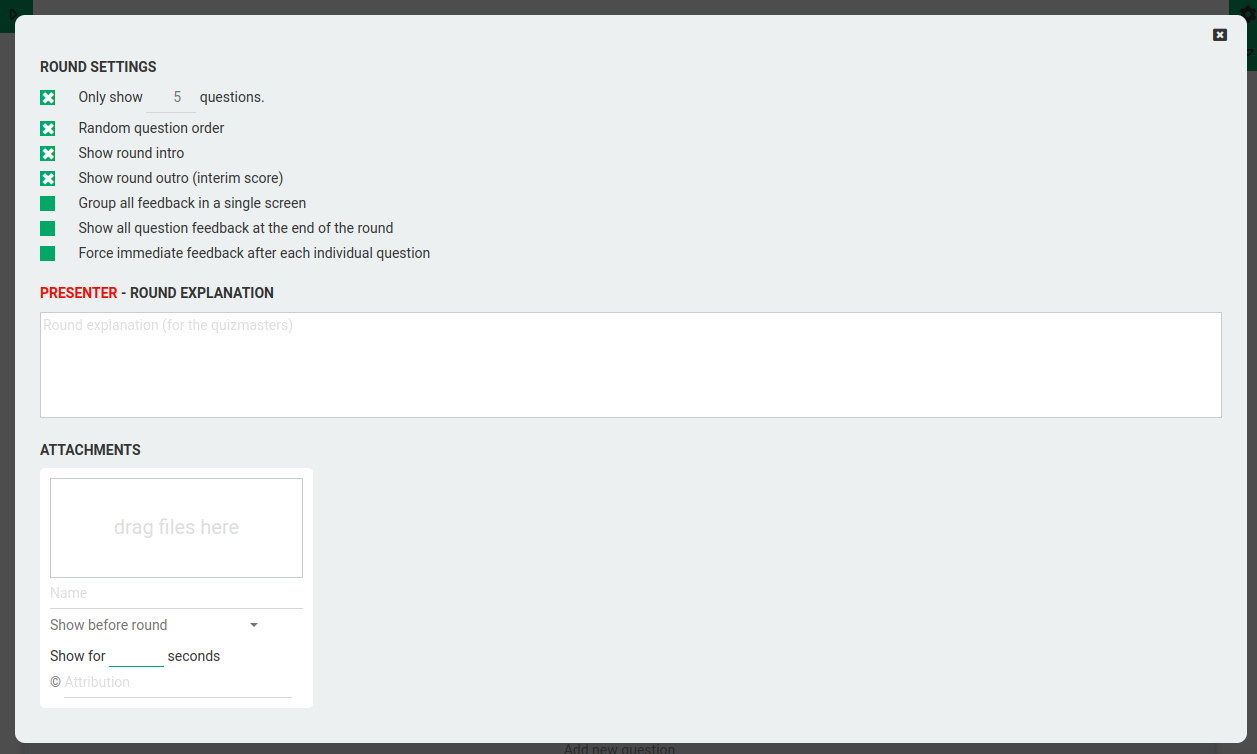 ROUND SETTINGS
Only show 5 questions.
Random question order
Show round intro
Show round outro (interim score)
Group all feedback in a single screen
Show all question feedback at the end of the round
Force immediate feedback after each individual question
PRESENTER - ROUND EXPLANATION
Round explanation (for the quizmasters)
ATTACHMENTS
drag files here
Name
Show before round
Show for seconds
© Attribution
Add new question